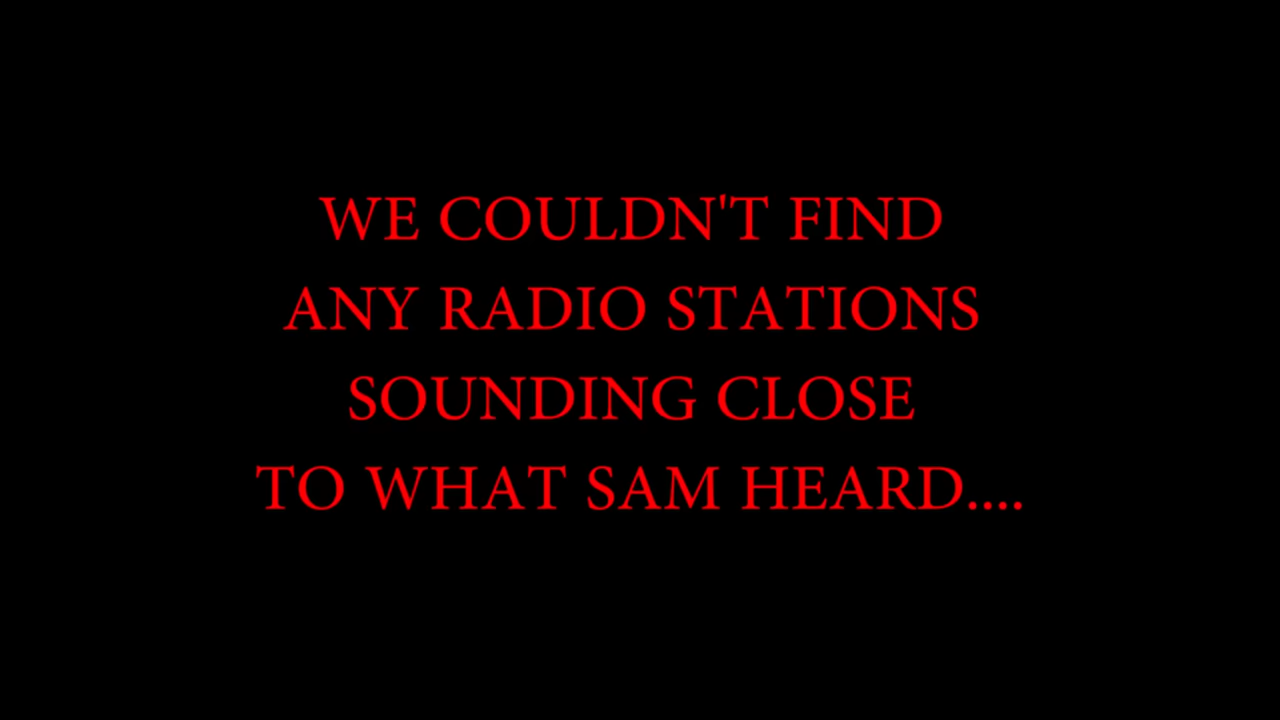 WE COULDN'T FIND
ANY RADIO STATIONS
SOUNDING CLOSE
TO WHAT SAM HEARD....